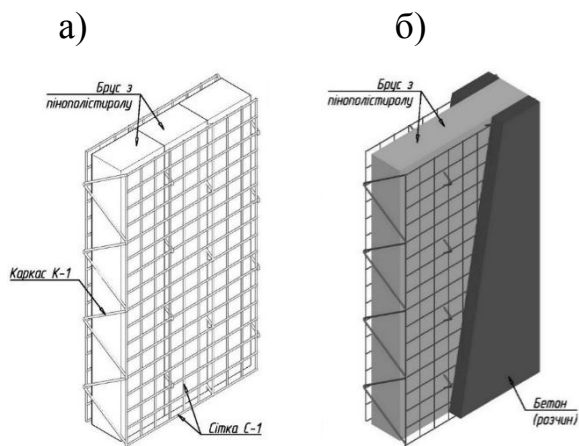 а)
б)
Брус з
пінополістиролу
Каркас К-1
Сітка С-1
Брус з
пінополістиролу
Бетон
(розчин)